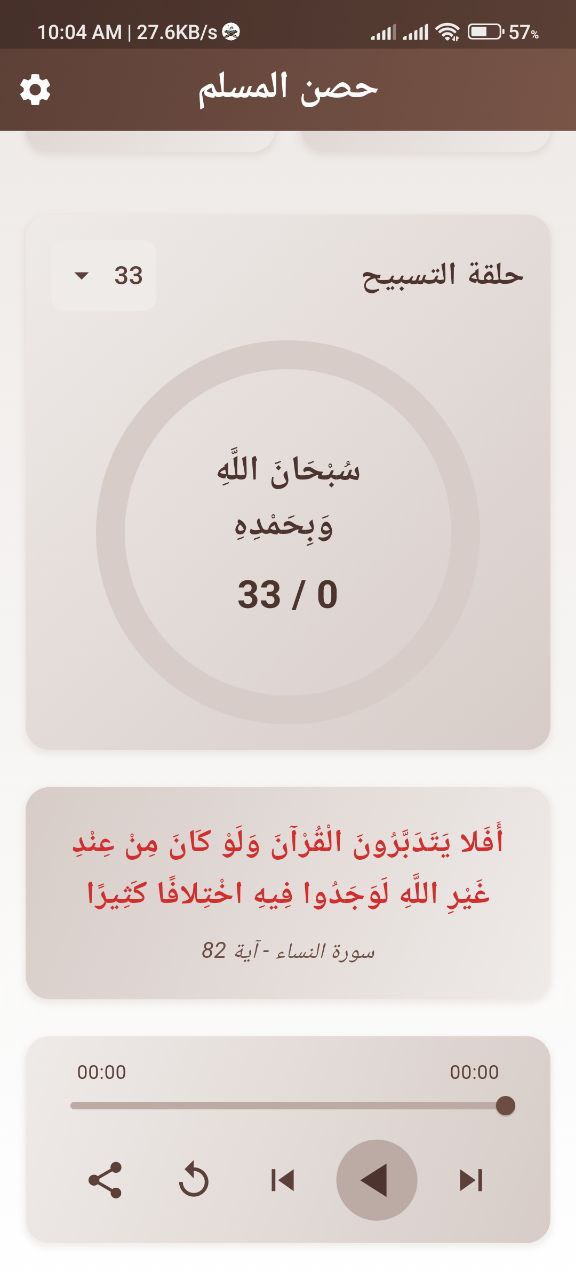 10:04 AM | 27.6KB/s
57%
حصن المسلم
حلقة التسبيح
33
سُبْحَانَ اللَّهِ
وَبِحَمْدِهِ
33 / 0
أَفَلا يَتَدَبَّرُونَ الْقُرْآنَ وَلَوْ كَانَ مِنْ عِنْدِ
غَيْرِ اللَّهِ لَوَجَدُوا فِيهِ اخْتِلافًا كَثِيرًا
سورة النساء - آية 82
00:00
00:00